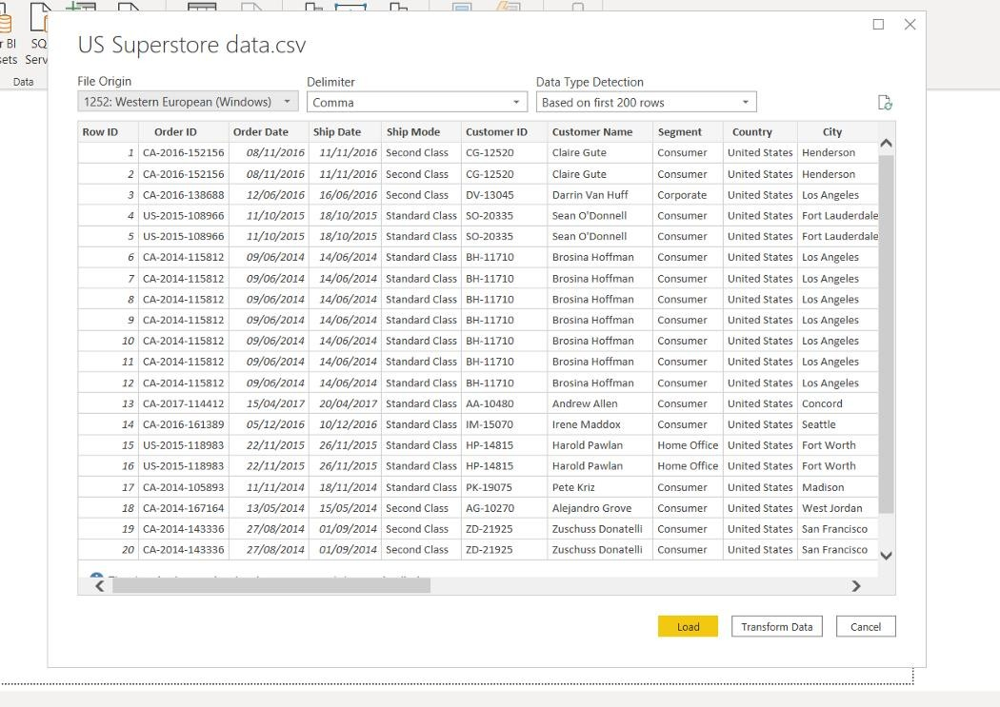 US Superstore data.csv
r BI SQ
sets Serv
Data
File Origin Delimiter Data Type Detection
1252: Western European (Windows) Comma Based on first 200 rows
Row ID Order ID Order Date Ship Date Ship Mode Customer ID Customer Name Segment Country City
1 CA-2016-152156 08/11/2016 11/11/2016 Second Class CG-12520 Claire Gute Consumer United States Henderson
2 CA-2016-152156 08/11/2016 11/11/2016 Second Class CG-12520 Claire Gute Consumer United States Henderson
3 CA-2016-138688 12/06/2016 16/06/2016 Second Class DV-13045 Darrin Van Huff Corporate United States Los Angeles
4 US-2015-108966 11/10/2015 18/10/2015 Standard Class SO-20335 Sean O'Donnell Consumer United States Fort Lauderdale
5 US-2015-108966 11/10/2015 18/10/2015 Standard Class SO-20335 Sean O'Donnell Consumer United States Fort Lauderdale
6 CA-2014-115812 09/06/2014 14/06/2014 Standard Class BH-11710 Brosina Hoffman Consumer United States Los Angeles
7 CA-2014-115812 09/06/2014 14/06/2014 Standard Class BH-11710 Brosina Hoffman Consumer United States Los Angeles
8 CA-2014-115812 09/06/2014 14/06/2014 Standard Class BH-11710 Brosina Hoffman Consumer United States Los Angeles
9 CA-2014-115812 09/06/2014 14/06/2014 Standard Class BH-11710 Brosina Hoffman Consumer United States Los Angeles
10 CA-2014-115812 09/06/2014 14/06/2014 Standard Class BH-11710 Brosina Hoffman Consumer United States Los Angeles
11 CA-2014-115812 09/06/2014 14/06/2014 Standard Class BH-11710 Brosina Hoffman Consumer United States Los Angeles
12 CA-2014-115812 09/06/2014 14/06/2014 Standard Class BH-11710 Brosina Hoffman Consumer United States Los Angeles
13 CA-2017-114412 15/04/2017 20/04/2017 Standard Class AA-10480 Andrew Allen Consumer United States Concord
14 CA-2016-161389 05/12/2016 10/12/2016 Standard Class IM-15070 Irene Maddox Consumer United States Seattle
15 US-2015-118983 22/11/2015 26/11/2015 Standard Class HP-14815 Harold Pawlan Home Office United States Fort Worth
16 US-2015-118983 22/11/2015 26/11/2015 Standard Class HP-14815 Harold Pawlan Home Office United States Fort Worth
17 CA-2014-105893 11/11/2014 18/11/2014 Standard Class PK-19075 Pete Kriz Consumer United States Madison
18 CA-2014-167164 13/05/2014 15/05/2014 Second Class AG-10270 Alejandro Grove Consumer United States West Jordan
19 CA-2014-143336 27/08/2014 01/09/2014 Second Class ZD-21925 Zuschuss Donatelli Consumer United States San Francisco
20 CA-2014-143336 27/08/2014 01/09/2014 Second Class ZD-21925 Zuschuss Donatelli Consumer United States San Francisco
Load Transform Data Cancel